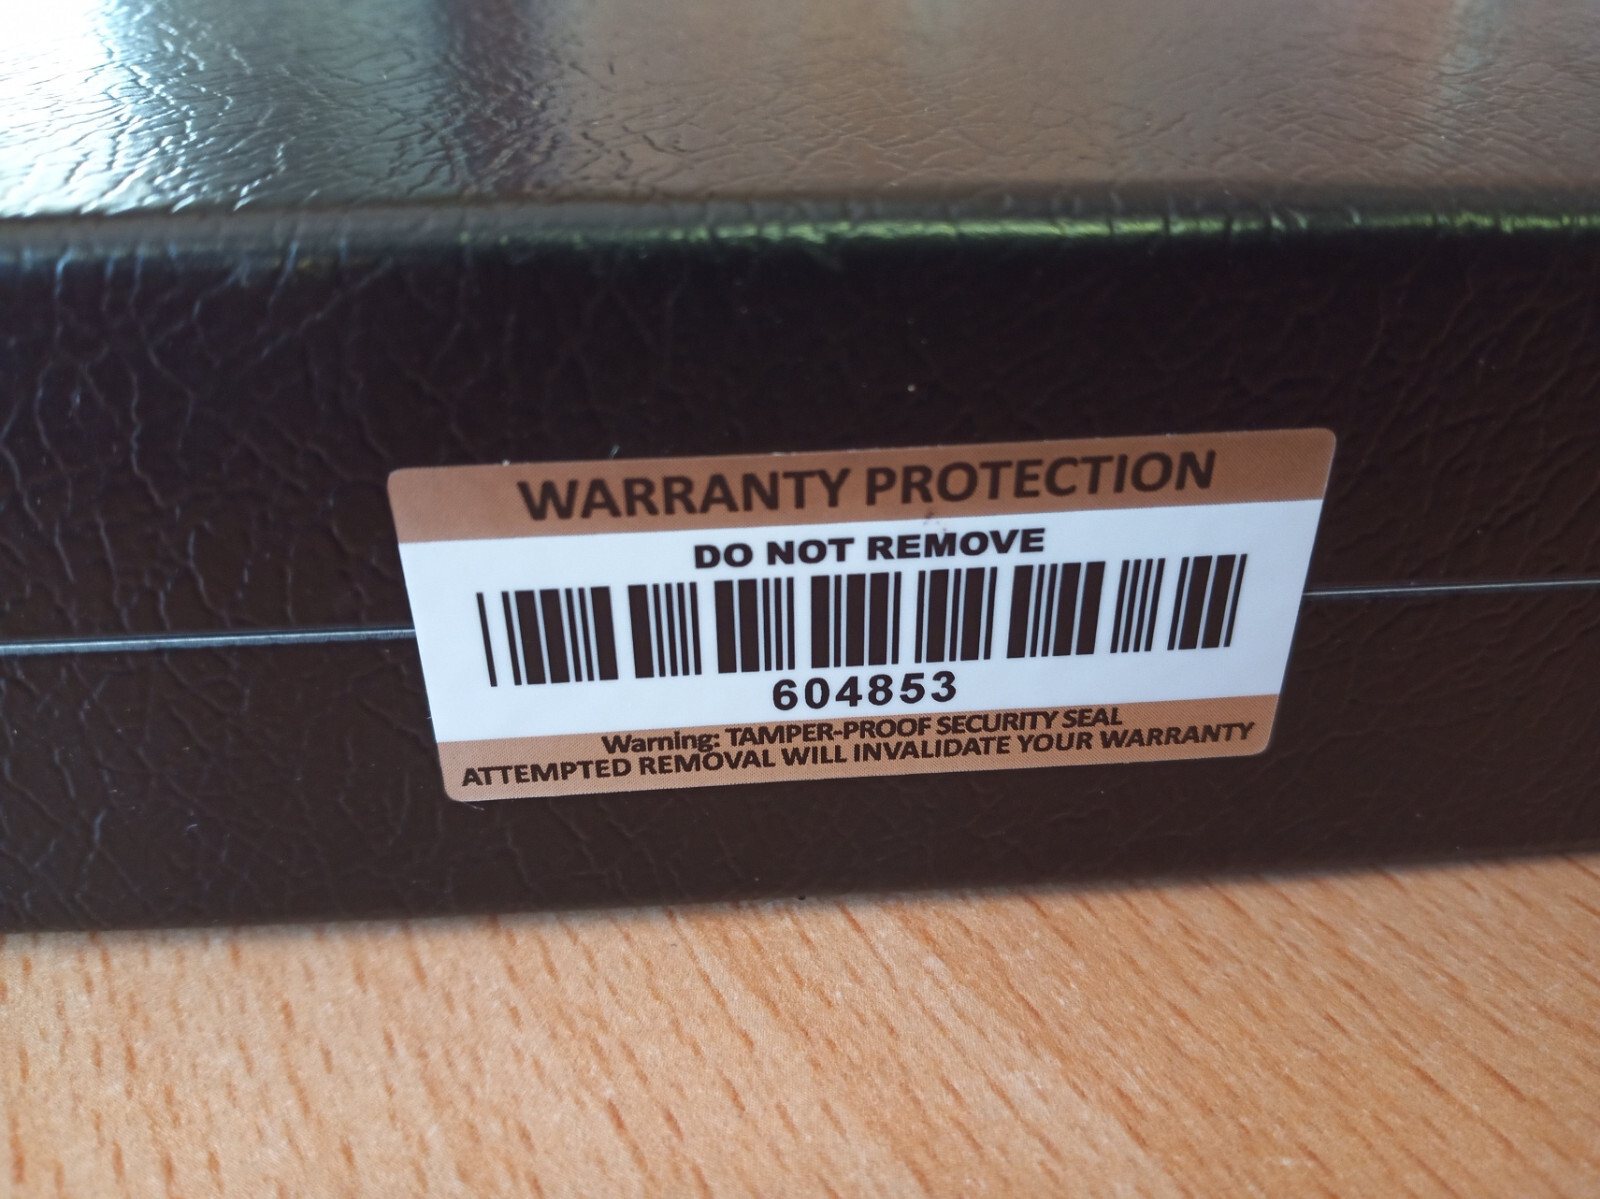 WARRANTY PROTECTION
DO NOT REMOVE
604853
Warning: TAMPER-PROOF SECURITY SEAL
ATTEMPTED REMOVAL WILL INVALIDATE YOUR WARRANTY